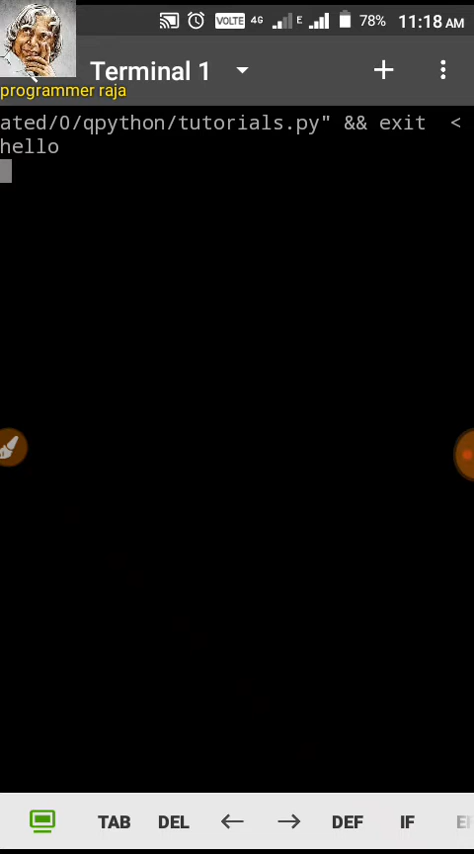 VOLTE 4G E 78% 11:18 AM
Terminal 1
programmer raja
ated/0/qpython/tutorials.py" && exit <
hello
TAB DEL ← → DEF IF